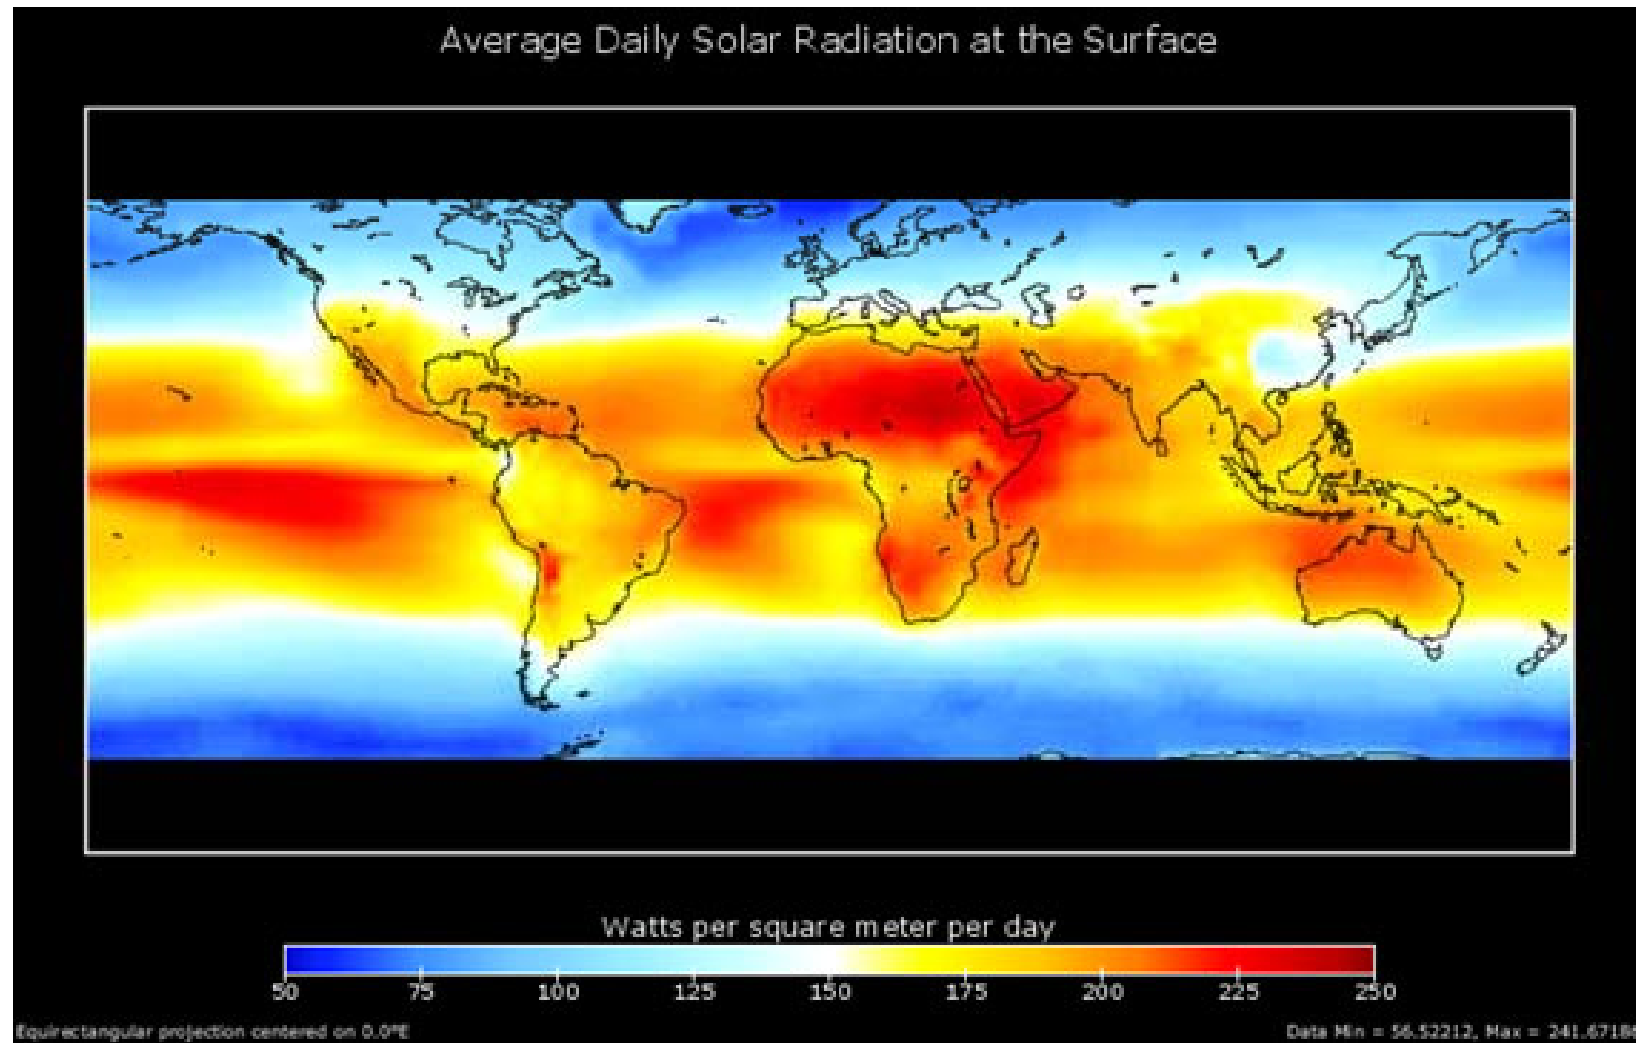 Average Daily Solar Radiation at the Surface
Watts per square meter per day
50 75 100 125 150 175 200 225 250
Equirectangular projection centered on 0.0°E
Data Min = 56.52212, Max = 241.67186